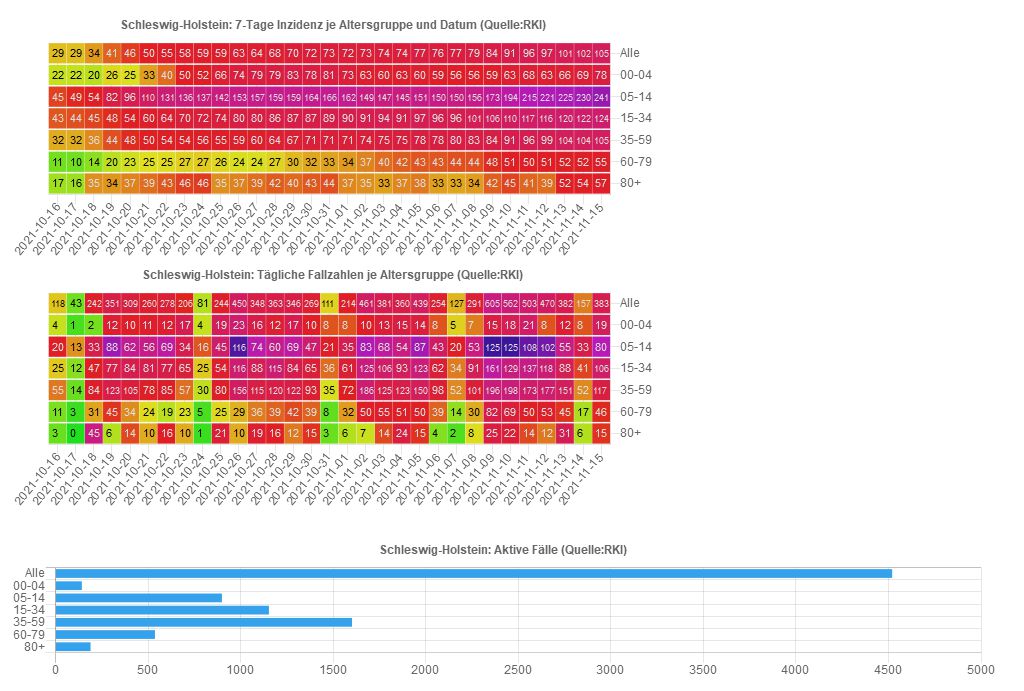 Schleswig-Holstein: 7-Tage Inzidenz je Altersgruppe und Datum (Quelle:RKI)
29 29 34 41 46 50 55 58 59 59 63 64 68 70 72 73 72 73 74 74 77 76 77 79 84 91 96 97 101 102 105 Alle
22 22 20 26 25 33 40 50 52 66 74 79 79 83 78 81 73 63 60 63 60 59 56 56 59 63 68 63 66 69 78 00-04
45 49 54 82 96 110 131 136 137 142 153 157 159 159 164 166 162 149 147 145 151 150 150 156 173 194 215 221 225 230 241 05-14
43 44 45 48 54 60 64 70 72 74 80 80 86 87 87 89 90 91 94 91 97 96 96 101 106 110 117 116 120 122 124 15-34
32 32 36 44 48 50 54 54 56 55 59 60 64 67 71 71 71 74 75 75 78 78 80 83 84 91 96 99 104 104 105 35-59
11 10 14 20 23 25 25 27 27 26 24 24 27 30 32 33 34 37 40 42 43 43 44 44 48 51 50 51 52 52 55 60-79
17 16 35 34 37 39 43 46 46 35 37 39 42 40 43 44 37 35 33 37 38 33 33 34 42 45 41 39 52 54 57 80+
2021-10-16 2021-10-17 2021-10-18 2021-10-19 2021-10-20 2021-10-21 2021-10-22 2021-10-23 2021-10-24 2021-10-25 2021-10-26 2021-10-27 2021-10-28 2021-10-29 2021-10-30 2021-10-31 2021-11-01 2021-11-02 2021-11-03 2021-11-04 2021-11-05 2021-11-06 2021-11-07 2021-11-08 2021-11-09 2021-11-10 2021-11-11 2021-11-12 2021-11-13 2021-11-14 2021-11-15
Schleswig-Holstein: Tägliche Fallzahlen je Altersgruppe (Quelle:RKI)
118 43 242 351 309 260 278 206 81 244 450 348 363 346 269 111 214 461 381 360 439 254 127 291 605 562 503 470 382 157 383 Alle
4 1 2 12 10 11 12 17 4 19 23 16 12 17 10 8 8 10 13 15 14 8 5 7 15 18 21 8 12 8 19 00-04
20 13 33 88 62 56 69 34 16 45 116 74 60 69 47 21 35 83 68 54 87 43 20 53 125 125 108 102 55 33 80 05-14
25 12 47 77 84 81 77 65 25 54 116 88 115 84 65 36 61 125 106 93 123 62 34 91 161 129 137 118 88 41 106 15-34
55 14 84 123 105 78 85 57 30 80 156 115 120 122 93 35 72 186 125 123 150 98 52 101 196 198 173 177 151 52 117 35-59
11 3 31 45 34 24 19 23 5 25 29 36 39 42 39 8 32 50 55 51 50 39 14 30 82 69 50 53 45 17 46 60-79
3 0 45 6 14 10 16 10 1 21 10 19 16 12 15 3 6 7 14 24 15 4 2 8 25 22 14 12 31 6 15 80+
2021-10-16 2021-10-17 2021-10-18 2021-10-19 2021-10-20 2021-10-21 2021-10-22 2021-10-23 2021-10-24 2021-10-25 2021-10-26 2021-10-27 2021-10-28 2021-10-29 2021-10-30 2021-10-31 2021-11-01 2021-11-02 2021-11-03 2021-11-04 2021-11-05 2021-11-06 2021-11-07 2021-11-08 2021-11-09 2021-11-10 2021-11-11 2021-11-12 2021-11-13 2021-11-14 2021-11-15
Schleswig-Holstein: Aktive Fälle (Quelle:RKI)
Alle
00-04
05-14
15-34
35-59
60-79
80+
0 500 1000 1500 2000 2500 3000 3500 4000 4500 5000